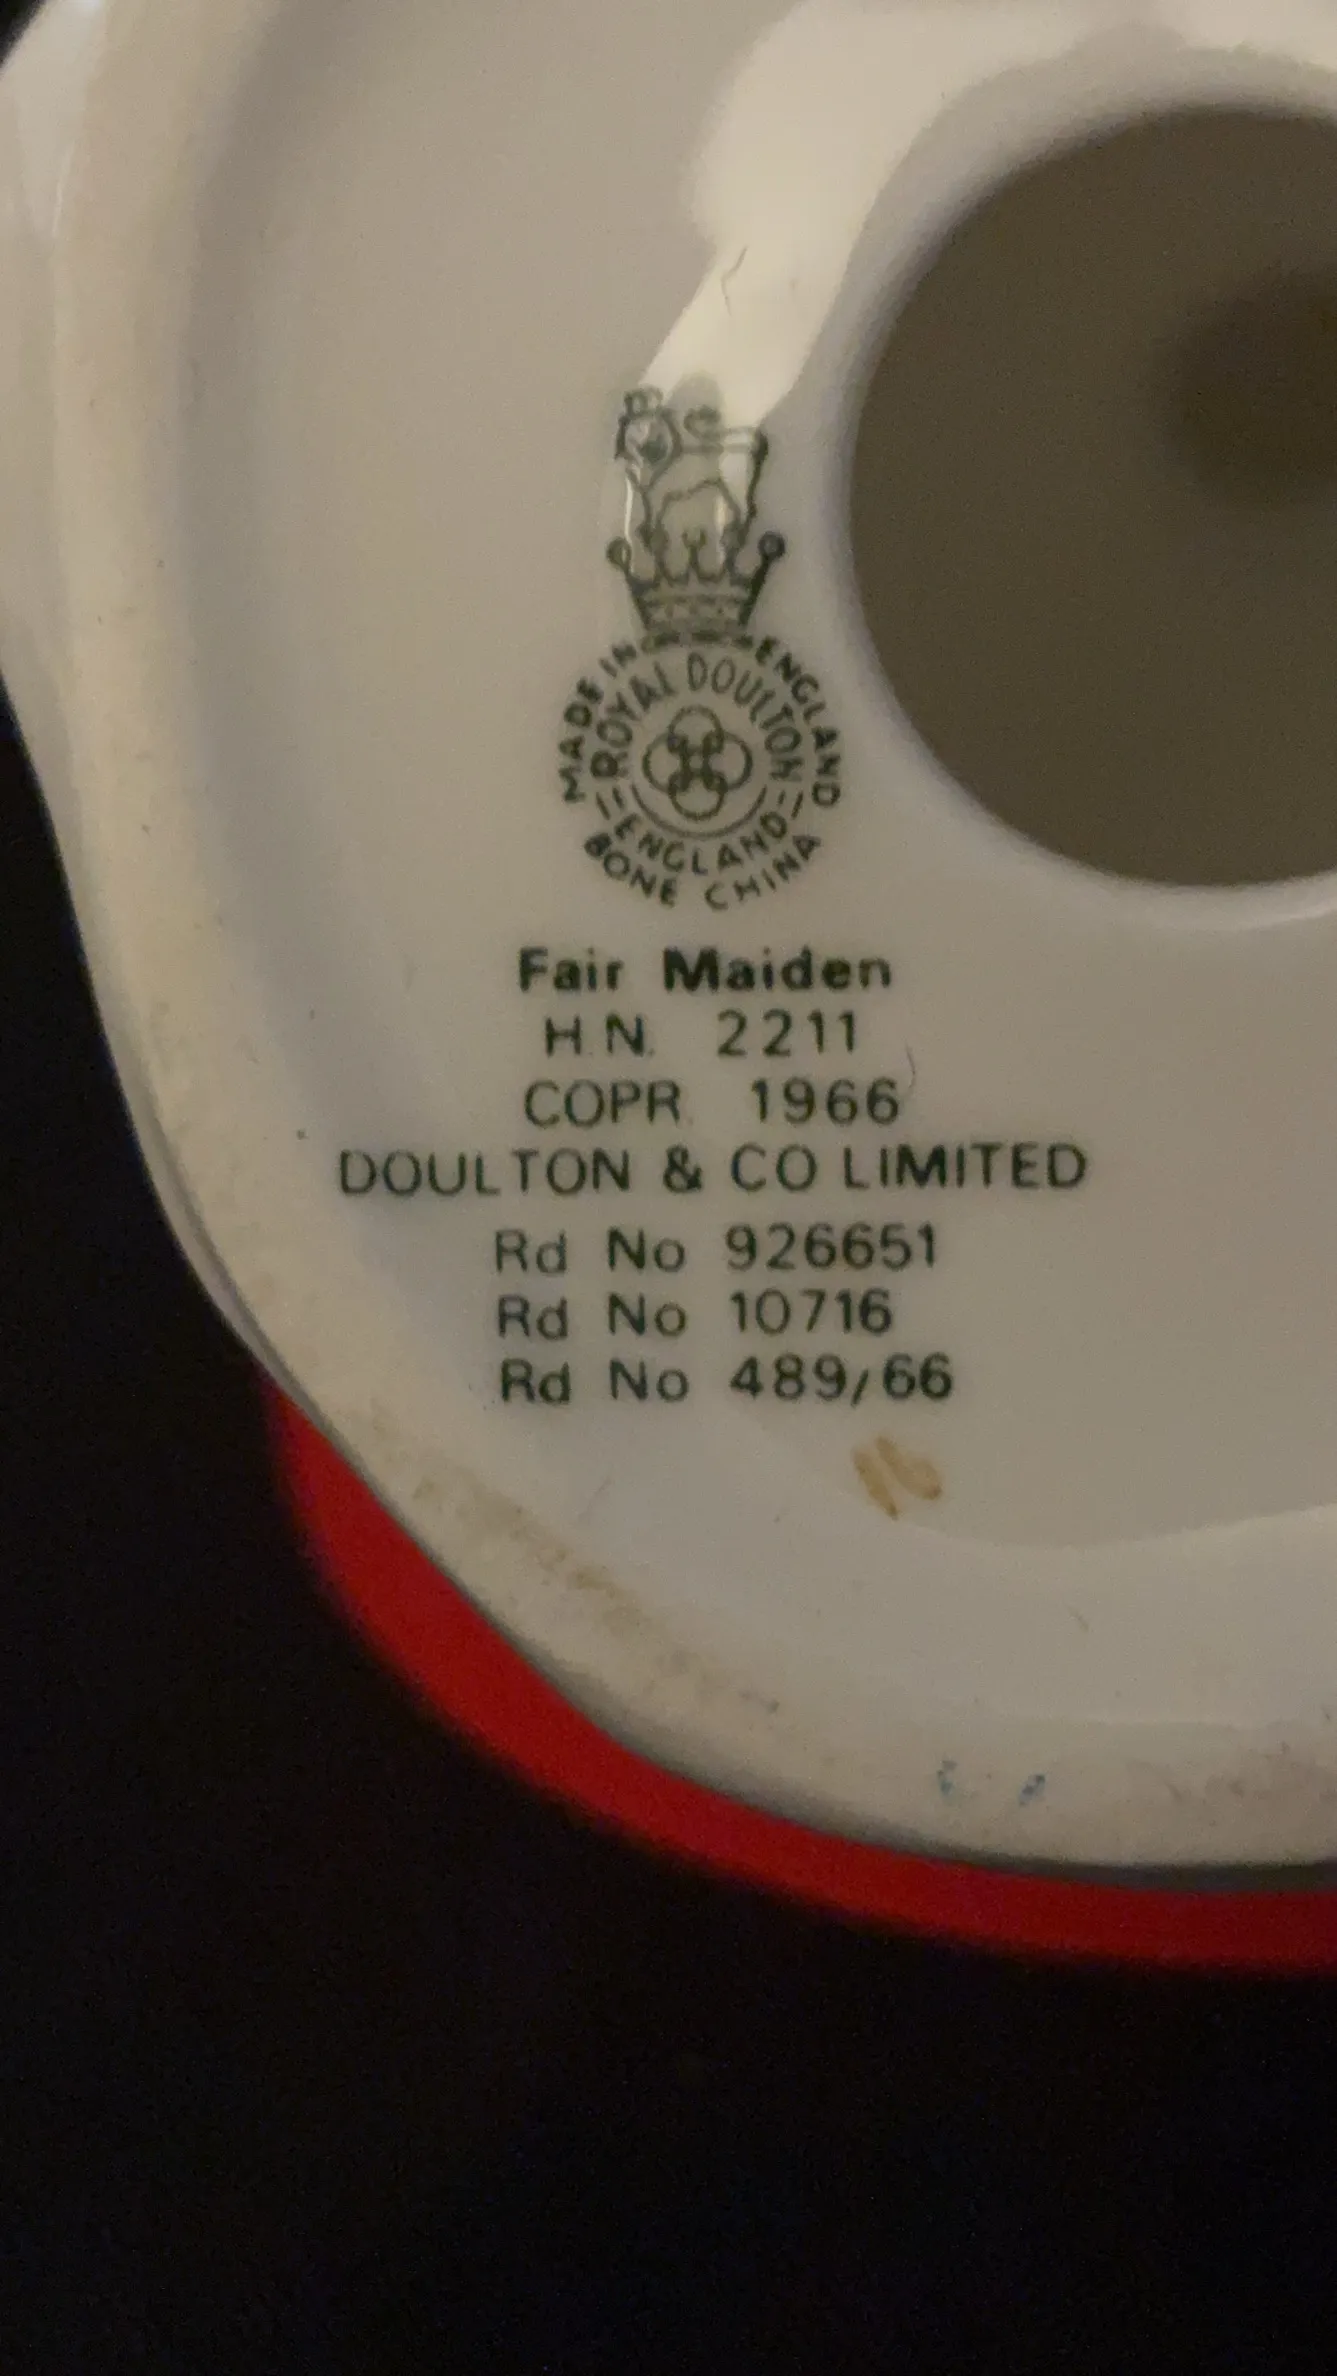 MADE IN ENGLAND
ROYAL DOULTON
ENGLAND
BONE CHINA
Fair Maiden
H.N. 2211
COPR. 1966
DOULTON & CO LIMITED
Rd No 926651
Rd No 10716
Rd No 489/66